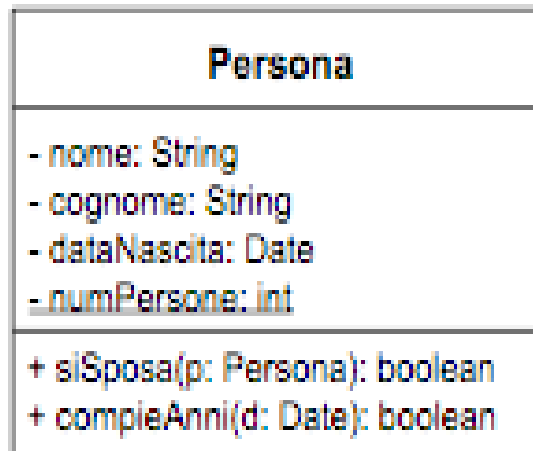 Persona
- nome: String
- cognome: String
- dataNascita: Date
- numPersone: int
+ siSposa(p: Persona): boolean
+ compieAnni(d: Date): boolean